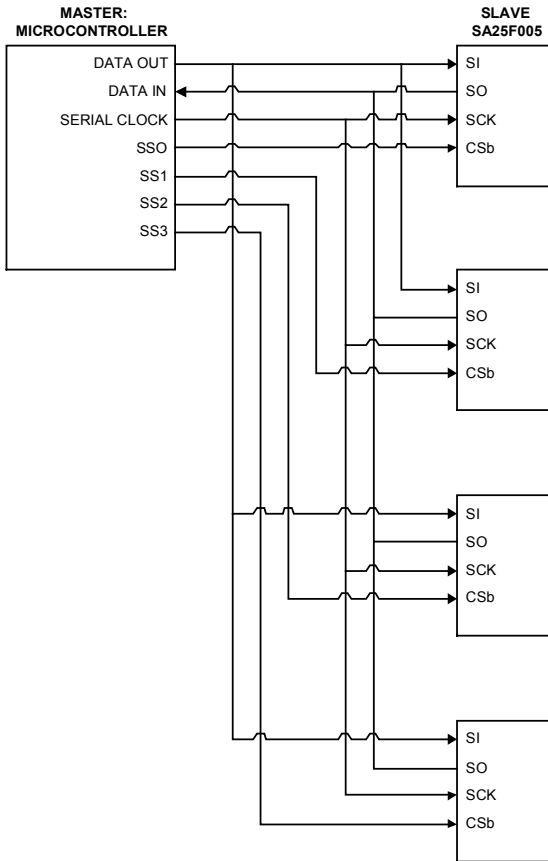 MASTER:
MICROCONTROLLER
DATA OUT
DATA IN
SERIAL CLOCK
SSO
SS1
SS2
SS3
SLAVE
SA25F005
SI
SO
SCK
CSb
SI
SO
SCK
CSb
SI
SO
SCK
CSb
SI
SO
SCK
CSb